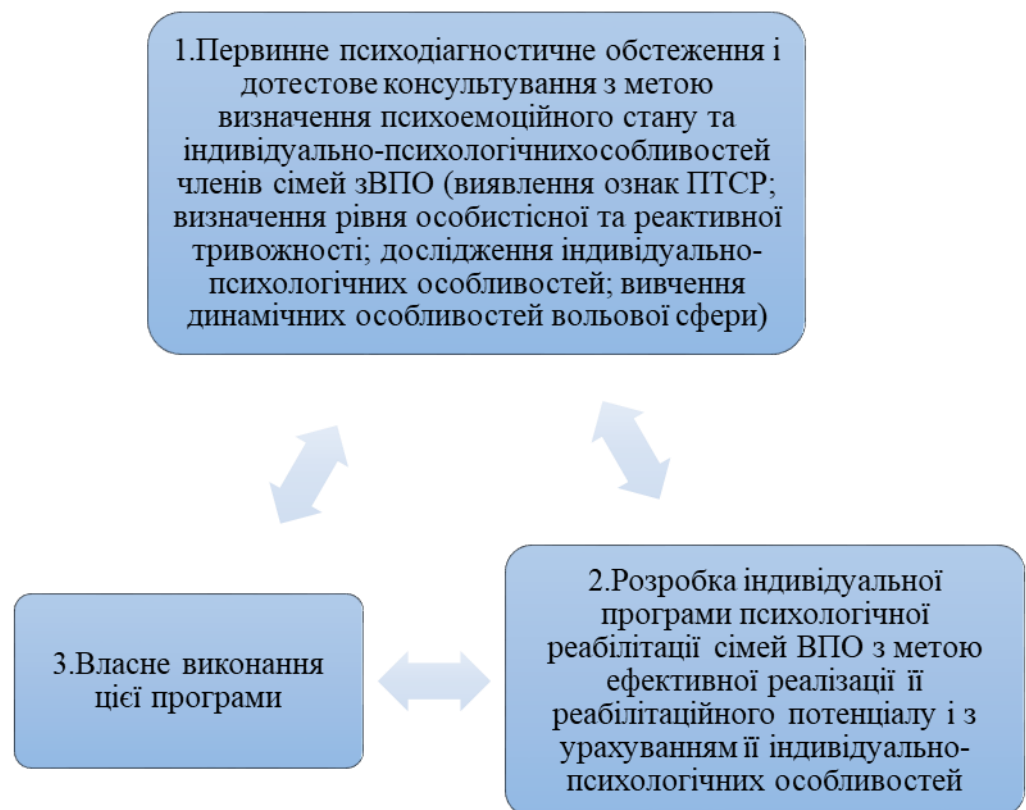 1.Первинне психодіагностичне обстеження і
дотестове консультування з метою
визначення психоемоційного стану та
індивідуально-психологічнихособливостей
членів сімей зВПО (виявлення ознак ПТСР;
визначення рівня особистісної та реактивної
тривожності; дослідження індивідуально-
психологічних особливостей; вивчення
динамічних особливостей вольової сфери)
2.Розробка індивідуальної
програми психологічної
реабілітації сімей ВПО з метою
ефективної реалізації її
реабілітаційного потенціалу і з
урахуванням її індивідуально-
психологічних особливостей
3.Власне виконання
цієї програми